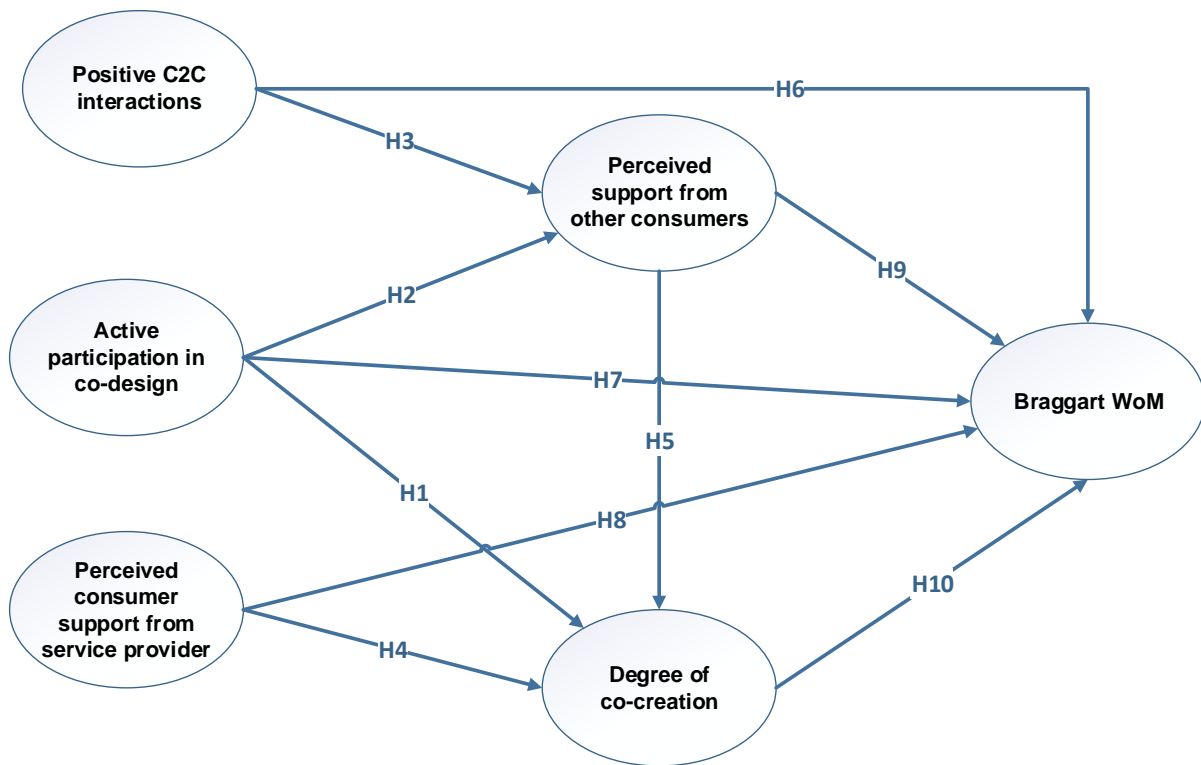 Positive C2C
interactions
H6
H3
Perceived
support from
other consumers
H9
H2
Active
participation in
co-design
H7
Braggart WoM
H5
H1
H8
Perceived
consumer
support from
service provider
H4
H10
Degree of
co-creation